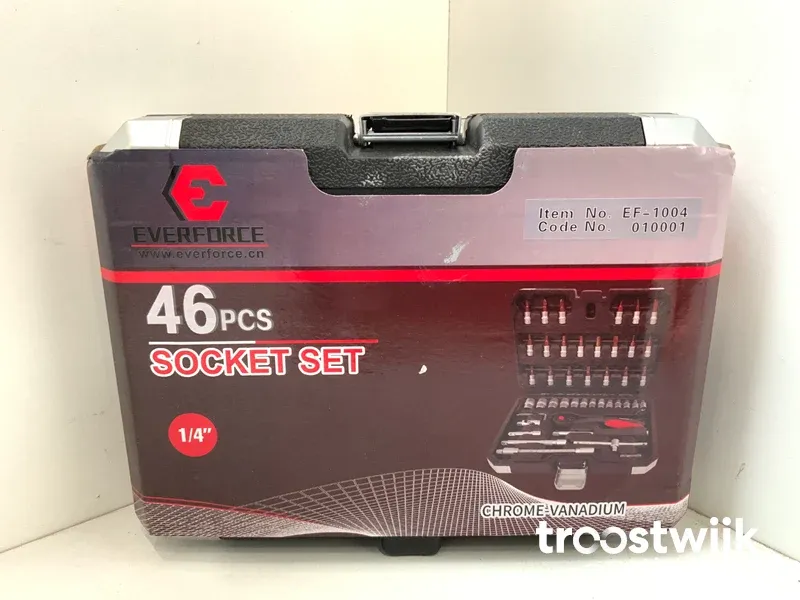 EVERFORCE
www.everforce.cn
Item No. EF-1004
Code No. 010001
46PCS
SOCKET SET
1/4"
CHROME-VANADIUM
troostwijk